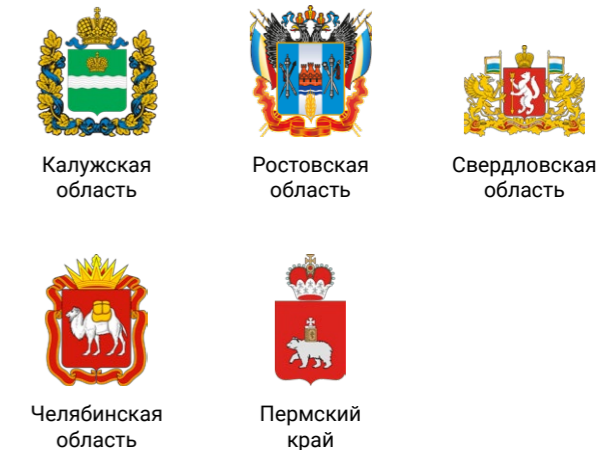 Калужская
область
Ростовская
область
Свердловская
область
Челябинская
область
Пермский
край